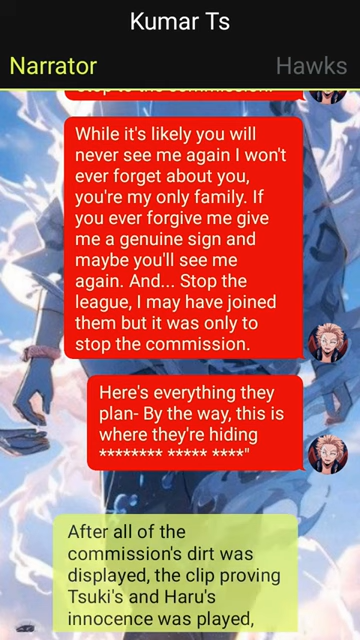 Kumar Ts
Narrator
Hawks
stop to the commission.
While it's likely you will
never see me again I won't
ever forget about you,
you're my only family. If
you ever forgive me give
me a genuine sign and
maybe you'll see me
again. And... Stop the
league, I may have joined
them but it was only to
stop the commission.
Here's everything they
plan- By the way, this is
where they're hiding
******** ***** ****"
After all of the
commission's dirt was
displayed, the clip proving
Tsuki's and Haru's
innocence was played,